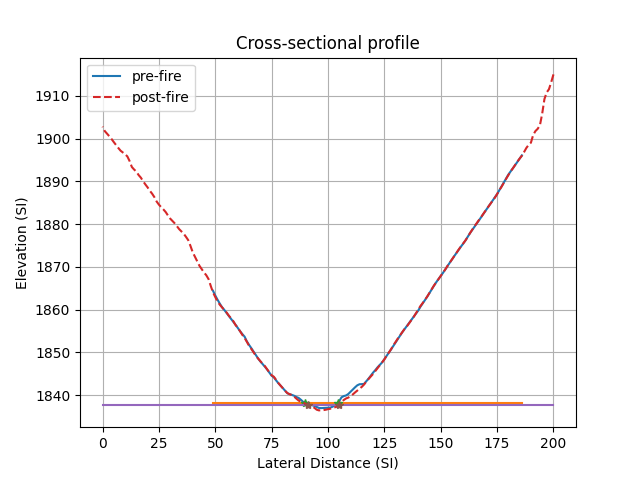 Cross-sectional profile
pre-fire
post-fire
Elevation (SI)
1910
1900
1890
1880
1870
1860
1850
1840
0 25 50 75 100 125 150 175 200
Lateral Distance (SI)